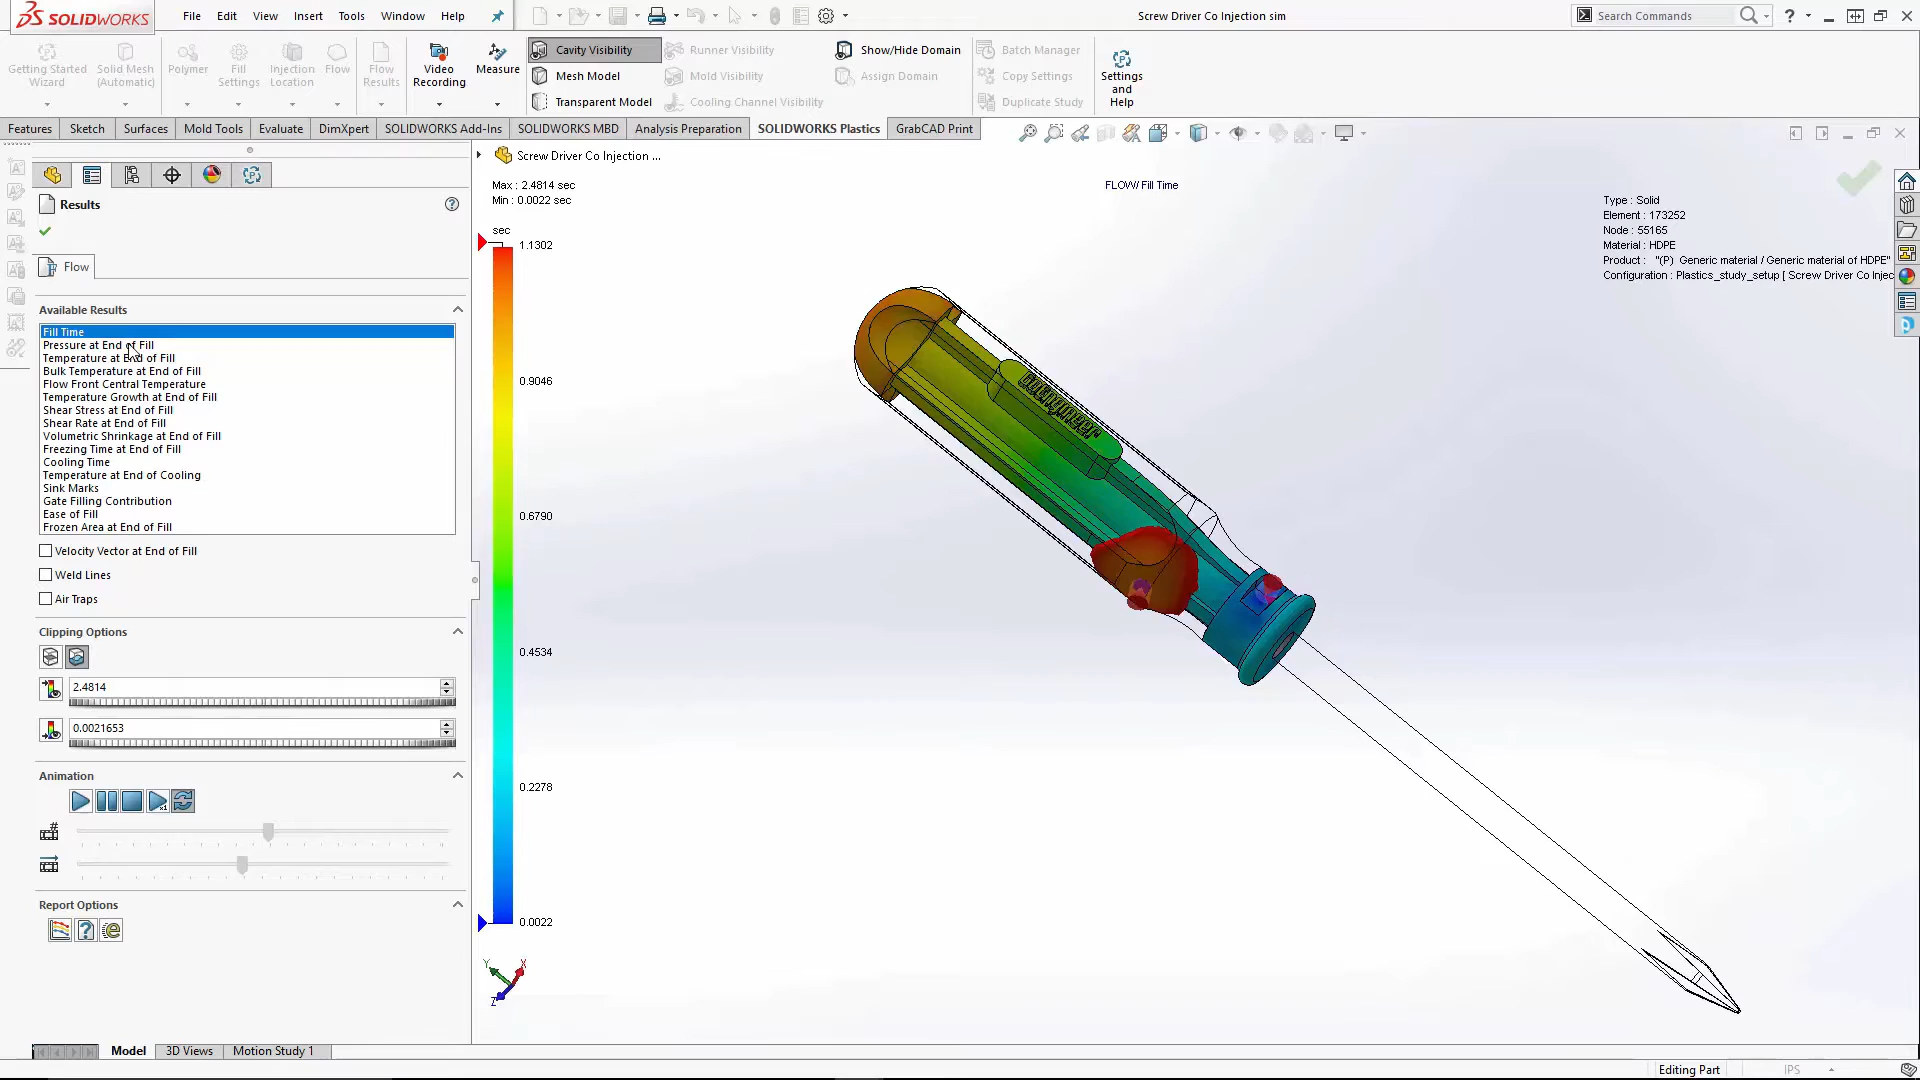 SOLIDWORKS
File Edit View Insert Tools Window Help
Screw Driver Co Injection sim
Search Commands
Getting Started Wizard
Solid Mesh (Automatic)
Polymer
Fill Settings
Injection Location
Flow
Flow Results
Video Recording
Measure
Cavity Visibility
Mesh Model
Transparent Model
Runner Visibility
Mold Visibility
Cooling Channel Visibility
Show/Hide Domain
Assign Domain
Batch Manager
Copy Settings
Duplicate Study
Settings and Help
Features Sketch Surfaces Mold Tools Evaluate DimXpert SOLIDWORKS Add-Ins SOLIDWORKS MBD Analysis Preparation SOLIDWORKS Plastics GrabCAD Print
Results
Flow
Available Results
Fill Time
Pressure at End of Fill
Temperature at End of Fill
Bulk Temperature at End of Fill
Flow Front Central Temperature
Temperature Growth at End of Fill
Shear Stress at End of Fill
Shear Rate at End of Fill
Volumetric Shrinkage at End of Fill
Freezing Time at End of Fill
Cooling Time
Temperature at End of Cooling
Sink Marks
Gate Filling Contribution
Ease of Fill
Frozen Area at End of Fill
Velocity Vector at End of Fill
Weld Lines
Air Traps
Clipping Options
2.4814
0.0021653
Animation
Report Options
Screw Driver Co Injection ...
Max : 2.4814 sec
Min : 0.0022 sec
sec
1.1302
0.9046
0.6790
0.4534
0.2278
0.0022
FLOW/ Fill Time
Type : Solid
Element : 173252
Node : 55165
Material : HDPE
Product : "(P) Generic material / Generic material of HDPE"
Configuration : Plastics_study_setup [ Screw Driver Co Injec
Y X
Z
Model 3D Views Motion Study 1
Editing Part
IPS